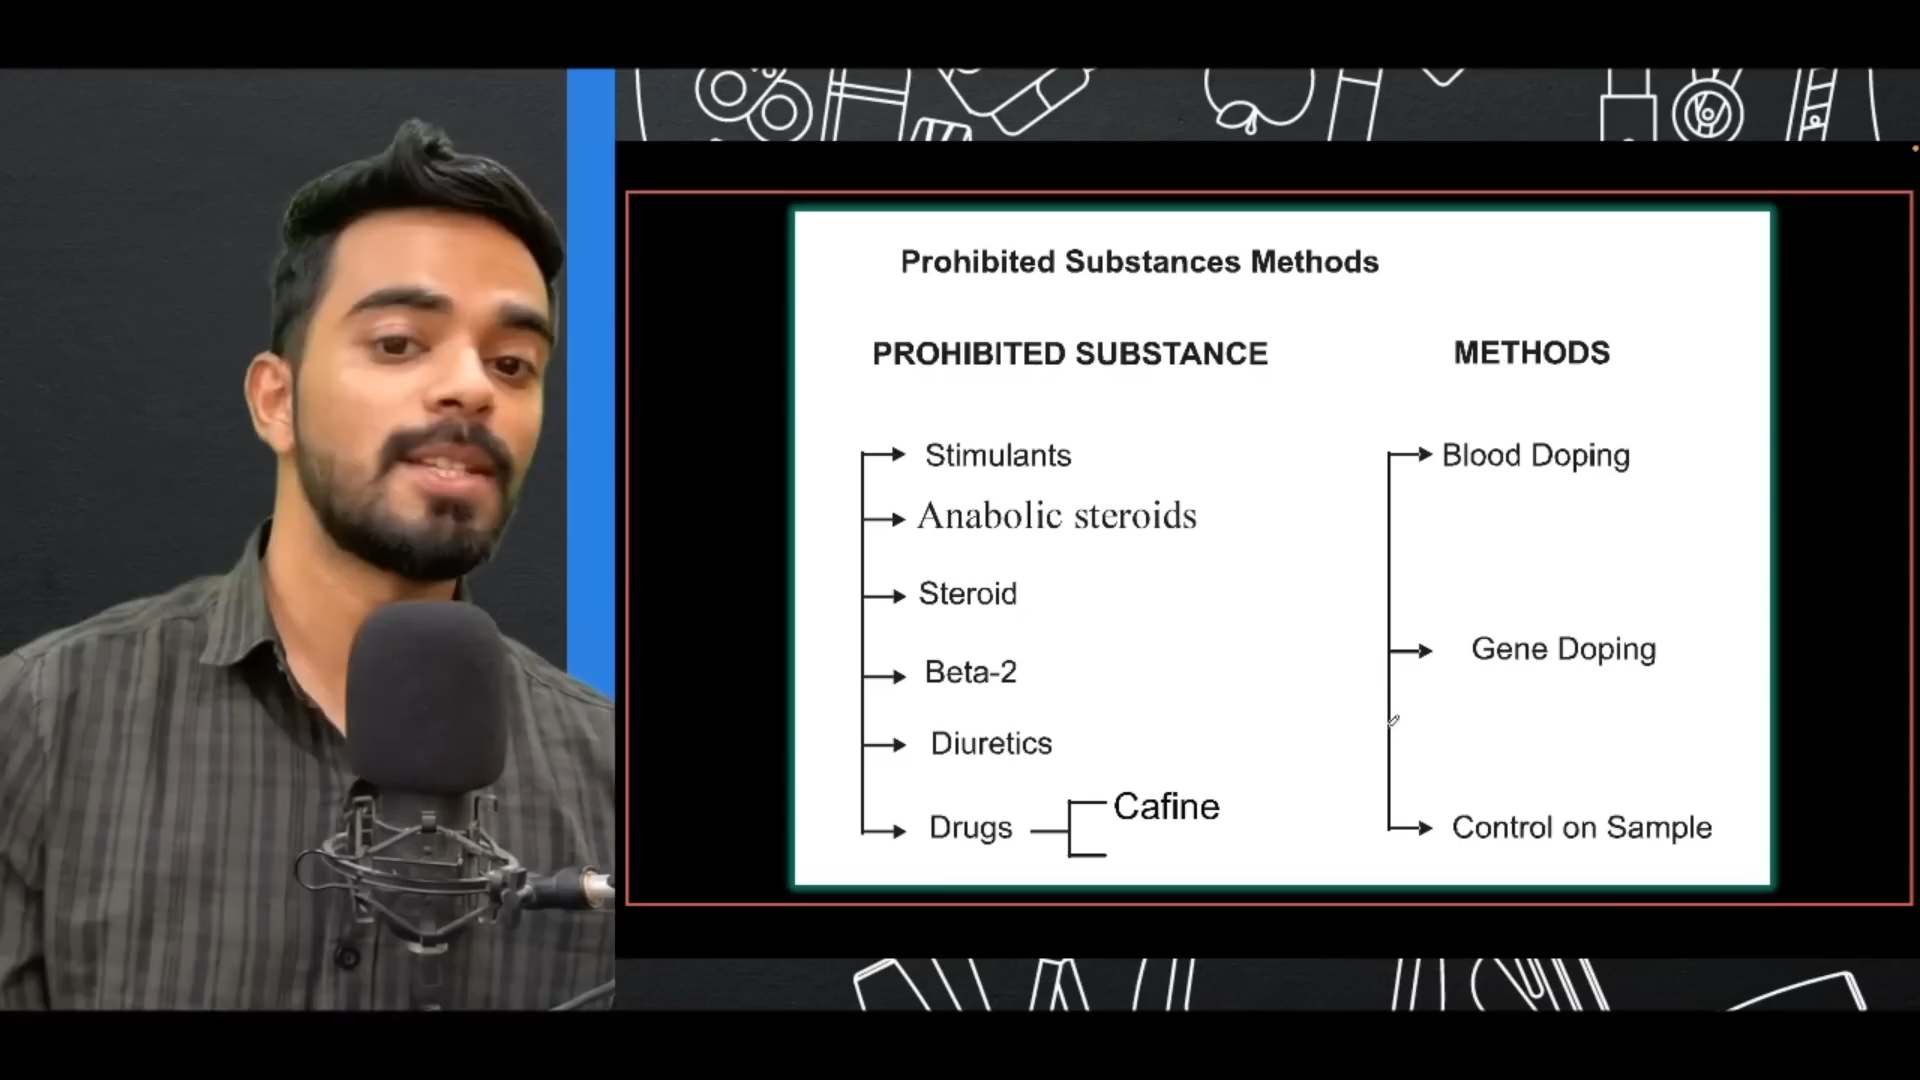 Prohibited Substances Methods
PROHIBITED SUBSTANCE
METHODS
Stimulants
Anabolic steroids
Steroid
Beta-2
Diuretics
Drugs
Cafine
Blood Doping
Gene Doping
Control on Sample